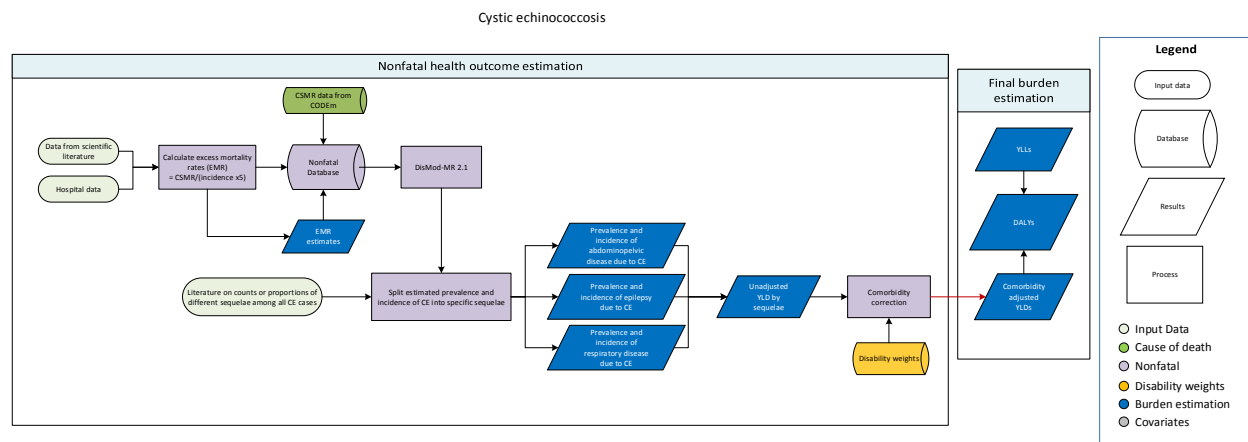 Cystic echinococcosis
Nonfatal health outcome estimation
CSMR data from
CODEm
Data from scientific
literature
Hospital data
Calculate excess mortality
rates (EMR)
= CSMR/(incidence x5)
Nonfatal
Database
DisMod-MR 2.1
EMR
estimates
Literature on counts or proportions of
different sequelae among all CE cases
Split estimated prevalence and
incidence of CE into specific sequelae
Prevalence and
incidence of
abdominopelvic
disease due to CE
Prevalence and
incidence of epilepsy
due to CE
Prevalence and
incidence of
respiratory disease
due to CE
Unadjusted
YLD by
sequelae
Comorbidity
correction
Disability weights
Final burden
estimation
YLLs
DALYs
Comorbidity
adjusted
YLDs
Legend
Input data
Database
Results
Process
Input Data
Cause of death
Nonfatal
Disability weights
Burden estimation
Covariates